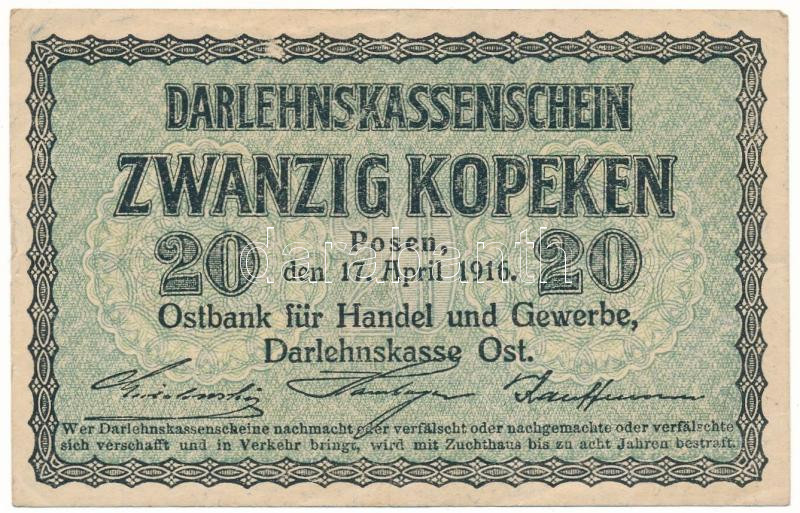 DARLEHNSKASSENSCHEIN
ZWANZIG KOPEKEN
20 Posen, 20
den 17. April 1916.
Ostbank für Handel und Gewerbe,
Darlehnskasse Ost.
Kauffmann
Wer Darlehnskassenscheine nachmacht oder verfälscht oder nachgemachte oder verfälschte
sich verschafft und in Verkehr bringt, wird mit Zuchthaus bis zu acht Jahren bestraft.
darabanth